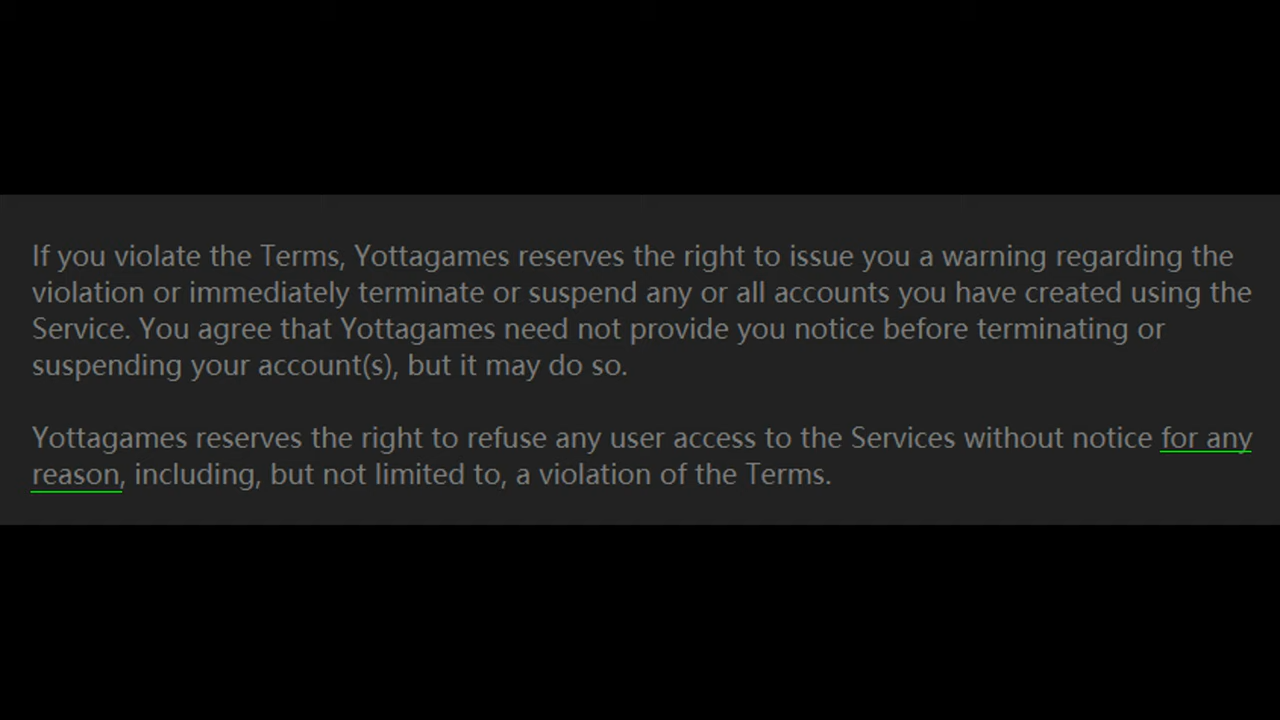 If you violate the Terms, Yottagames reserves the right to issue you a warning regarding the
violation or immediately terminate or suspend any or all accounts you have created using the
Service. You agree that Yottagames need not provide you notice before terminating or
suspending your account(s), but it may do so.
Yottagames reserves the right to refuse any user access to the Services without notice for any
reason, including, but not limited to, a violation of the Terms.